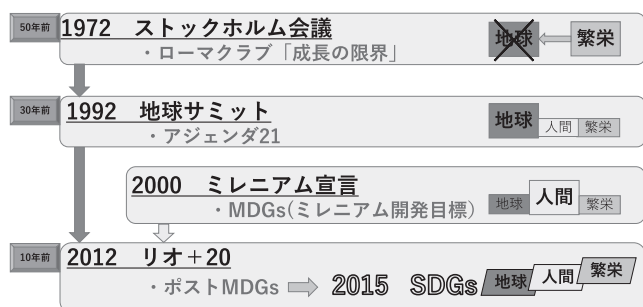 50年前 1972 ストックホルム会議 地球 繁栄
・ローマクラブ「成長の限界」
30年前 1992 地球サミット 地球 人間 繁栄
・アジェンダ21
2000 ミレニアム宣言
・MDGs(ミレニアム開発目標) 地球 人間 繁栄
10年前 2012 リオ+20
・ポストMDGs 2015 SDGs 地球 人間 繁栄